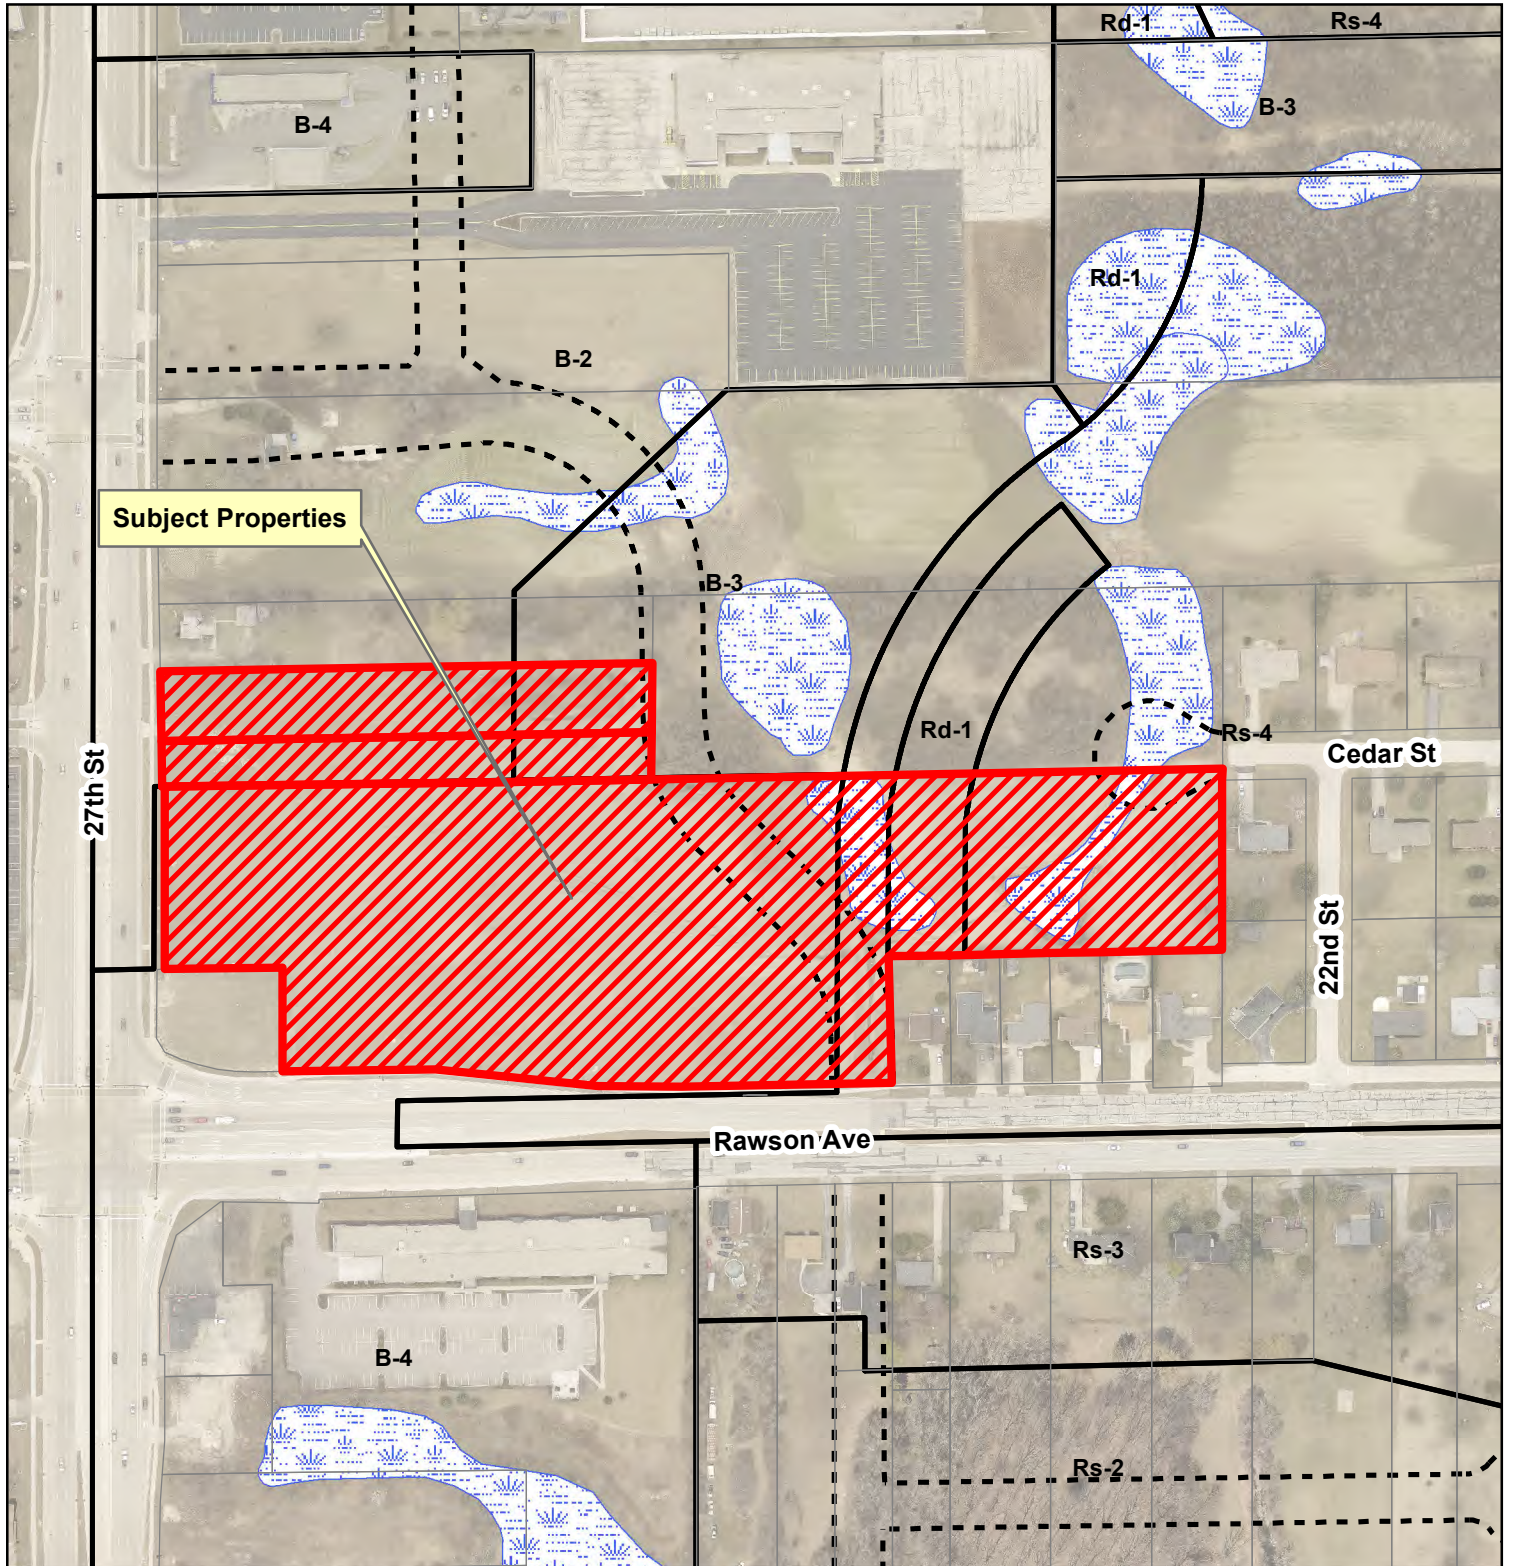 Rd-1
Rs-4
B-3
B-4
Rd-1
B-2
Subject Properties
B-3
Rd-1
Rs-4
Cedar St
27th St
22nd St
Rawson Ave
Rs-3
B-4
Rs-2